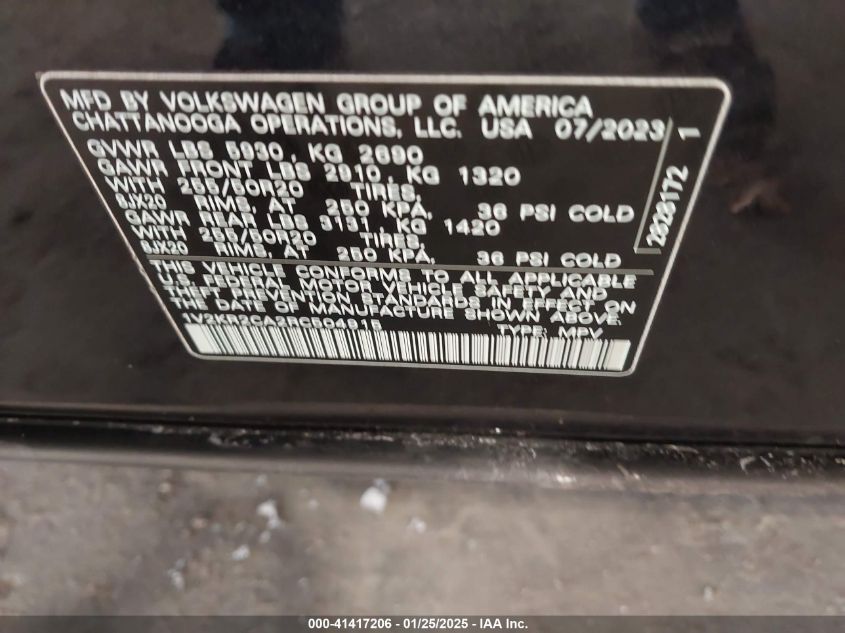 MFD BY VOLKSWAGEN GROUP OF AMERICA
CHATTANOOGA OPERATIONS, LLC. USA 07/2023
GVWR LBS 5930, KG 2690
GAWR FRONT LBS 2910, KG 1320
WITH 255/50R20 TIRES,
8JX20 RIMS, AT 250 KPA, 36 PSI COLD
GAWR REAR LBS 3131, KG 1420
WITH 255/50R20 TIRES,
8JX20 RIMS, AT 250 KPA, 36 PSI COLD
THIS VEHICLE CONFORMS TO ALL APPLICABLE
U.S. FEDERAL MOTOR VEHICLE SAFETY AND
THEFT PREVENTION STANDARDS IN EFFECT ON
THE DATE OF MANUFACTURE SHOWN ABOVE.
1V2KR2CA2RC504915 TYPE: MPV
1
000-41417206 - 01/25/2025 - IAA Inc.